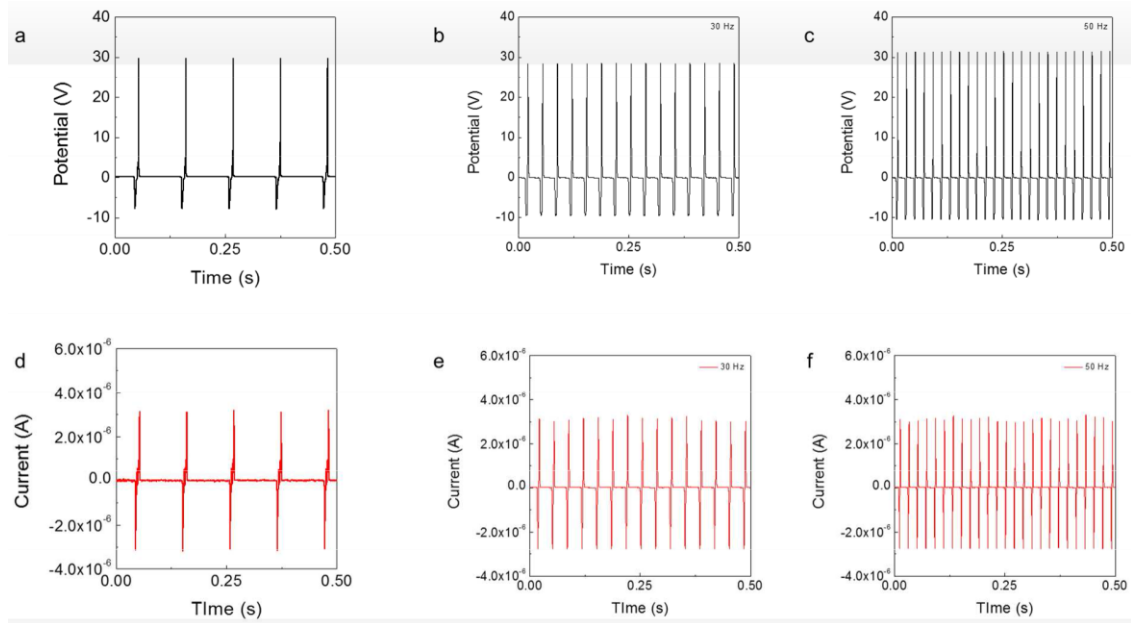 a
40
30
20
10
0
-10
Potential (V)
0.00 0.25 0.50
Time (s)
b
30 Hz
40
30
20
10
0
-10
Potential (V)
0.00 0.25 0.50
Time (s)
c
50 Hz
40
30
20
10
0
-10
Potential (V)
0.00 0.25 0.50
Time (s)
d
6.0x10⁻⁶
4.0x10⁻⁶
2.0x10⁻⁶
0.0
-2.0x10⁻⁶
-4.0x10⁻⁶
Current (A)
0.00 0.25 0.50
TIme (s)
e
30 Hz
6.0x10⁻⁶
4.0x10⁻⁶
2.0x10⁻⁶
0.0
-2.0x10⁻⁶
-4.0x10⁻⁶
Current (A)
0.00 0.25 0.50
TIme (s)
f
50 Hz
6.0x10⁻⁶
4.0x10⁻⁶
2.0x10⁻⁶
0.0
-2.0x10⁻⁶
-4.0x10⁻⁶
Current (A)
0.00 0.25 0.50
TIme (s)